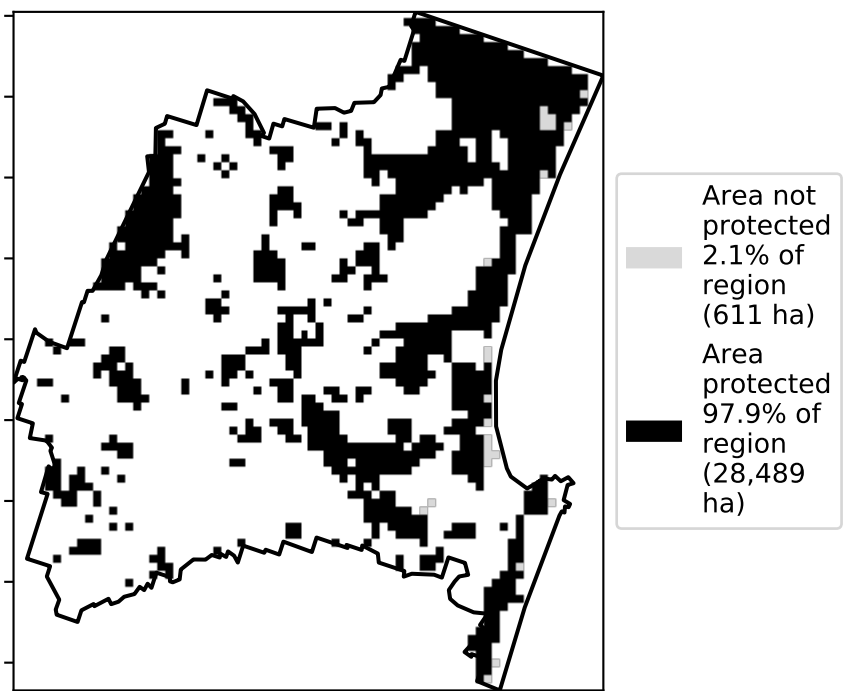 Area not
protected
2.1% of
region
(611 ha)
Area
protected
97.9% of
region
(28,489
ha)